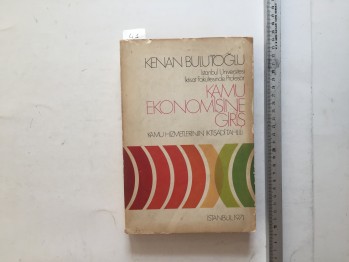 KENAN BULUTOĞLU
İstanbul Üniversitesi
İktisat Fakültesinde Profesör
KAMU
EKONOMİSİNE
GİRİŞ
KAMU HİZMETLERİNİN İKTİSADİ TAHLİLİ
İSTANBUL 1971